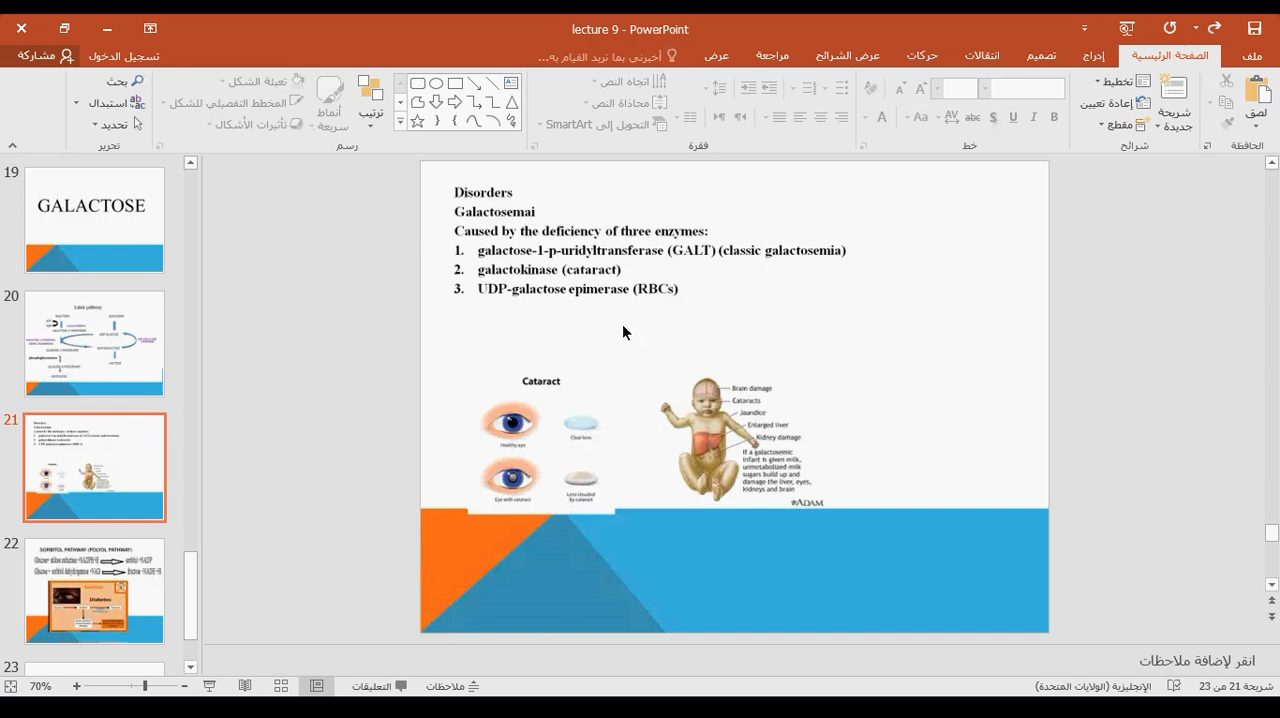 lecture 9 - PowerPoint
ملف
الصفحة الرئيسية
إدراج
تصميم
انتقالات
حركات
عرض الشرائح
مراجعة
عرض
أخبرني بما تريد القيام به...
تسجيل الدخول
مشاركة
لصق
الحافظة
شريحة جديدة
تخطيط
إعادة تعيين
مقطع
شرائح
B I U S abc AV Aa A
خط
اتجاه النص
محاذاة النص
التحويل إلى SmartArt
فقرة
ترتيب
أنماط سريعة
تعبئة الشكل
المخطط التفصيلي للشكل
تأثيرات الأشكال
رسم
بحث
استبدال
تحديد
تحرير
19
GALACTOSE
20
21
22
SORBITOL PATHWAY (POLYOL PATHWAY)
Diabetes
23
Disorders
Galactosemai
Caused by the deficiency of three enzymes:
1. galactose-1-p-uridyltransferase (GALT) (classic galactosemia)
2. galactokinase (cataract)
3. UDP-galactose epimerase (RBCs)
Cataract
Healthy eye
Clear lens
Eye with cataract
Lens clouded
by cataract
Brain damage
Cataracts
Jaundice
Enlarged liver
Kidney damage
If a galactosemic
infant is given milk,
unmetabolized milk
sugars build up and
damage the liver, eyes,
kidneys and brain
ADAM
انقر لإضافة ملاحظات
شريحة 21 من 23
الإنجليزية (الولايات المتحدة)
ملاحظات
التعليقات
70%